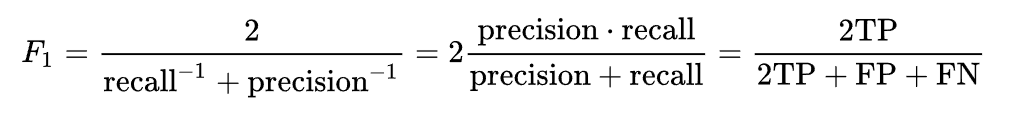 F₁ = 2 / (recall⁻¹ + precision⁻¹) = 2 (precision · recall) / (precision + recall) = 2TP / (2TP + FP + FN)